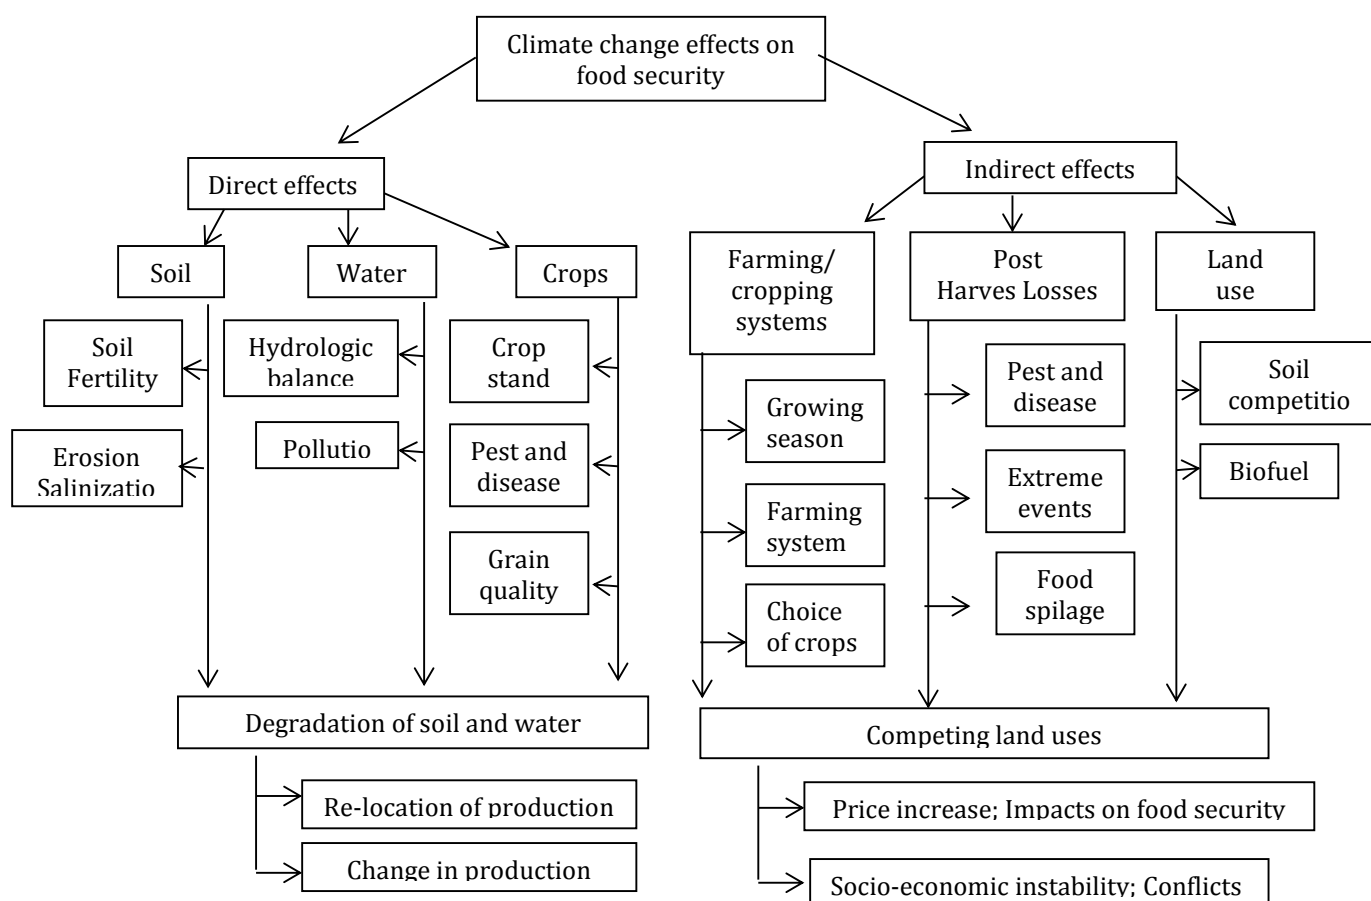 Climate change effects on
food security
Direct effects
Indirect effects
Soil
Water
Crops
Farming/
cropping
systems
Post
Harves Losses
Land
use
Soil
Fertility
Erosion
Salinizatio
Hydrologic
balance
Pollutio
Crop
stand
Pest and
disease
Grain
quality
Growing
season
Farming
system
Choice
of crops
Pest and
disease
Extreme
events
Food
spilage
Soil
competitio
Biofuel
Degradation of soil and water
Competing land uses
Re-location of production
Change in production
Price increase; Impacts on food security
Socio-economic instability; Conflicts